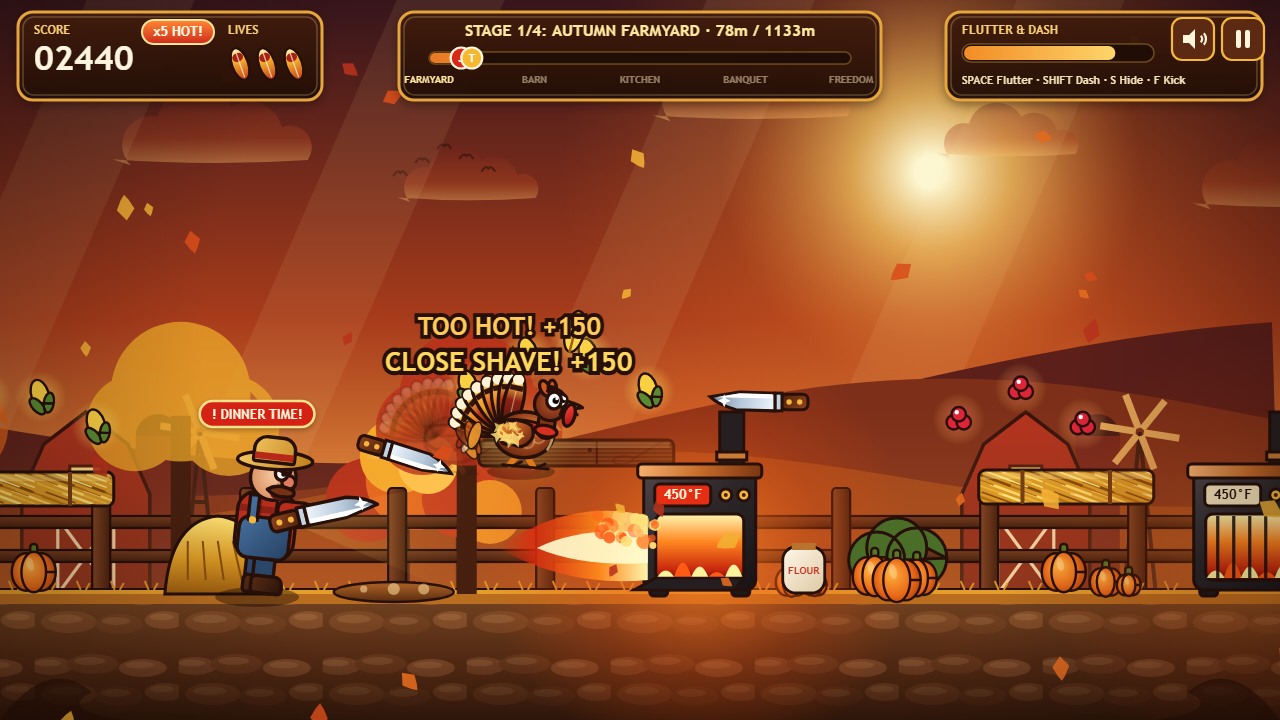 SCORE
x5 HOT!
LIVES
02440
STAGE 1/4: AUTUMN FARMYARD · 78m / 1133m
T
FARMYARD
BARN
KITCHEN
BANQUET
FREEDOM
FLUTTER & DASH
SPACE Flutter · SHIFT Dash · S Hide · F Kick
TOO HOT! +150
CLOSE SHAVE! +150
! DINNER TIME!
450°F
450°F
FLOUR